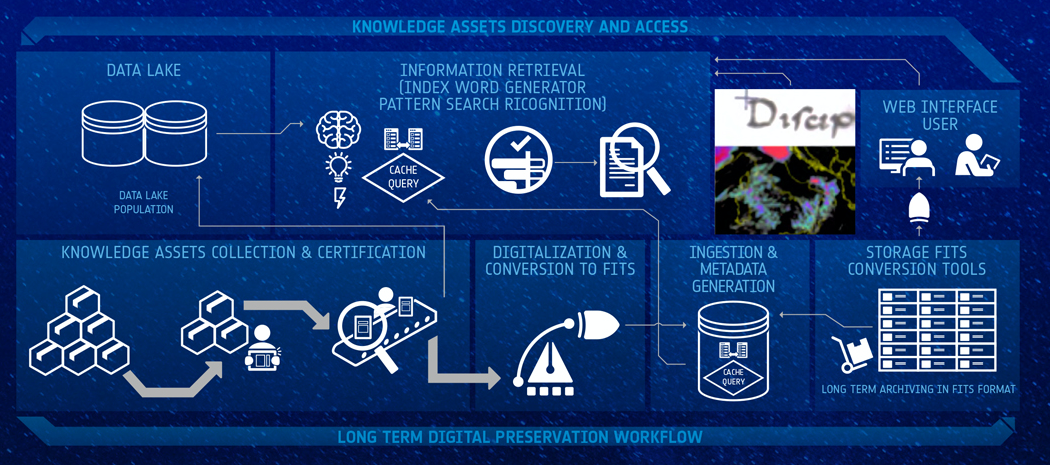 KNOWLEDGE ASSETS DISCOVERY AND ACCESS
DATA LAKE
DATA LAKE
POPULATION
INFORMATION RETRIEVAL
(INDEX WORD GENERATOR
PATTERN SEARCH RICOGNITION)
CACHE
QUERY
WEB INTERFACE
USER
KNOWLEDGE ASSETS COLLECTION & CERTIFICATION
DIGITALIZATION &
CONVERSION TO FITS
INGESTION &
METADATA
GENERATION
CACHE
QUERY
STORAGE FITS
CONVERSION TOOLS
LONG TERM ARCHIVING IN FITS FORMAT
LONG TERM DIGITAL PRESERVATION WORKFLOW